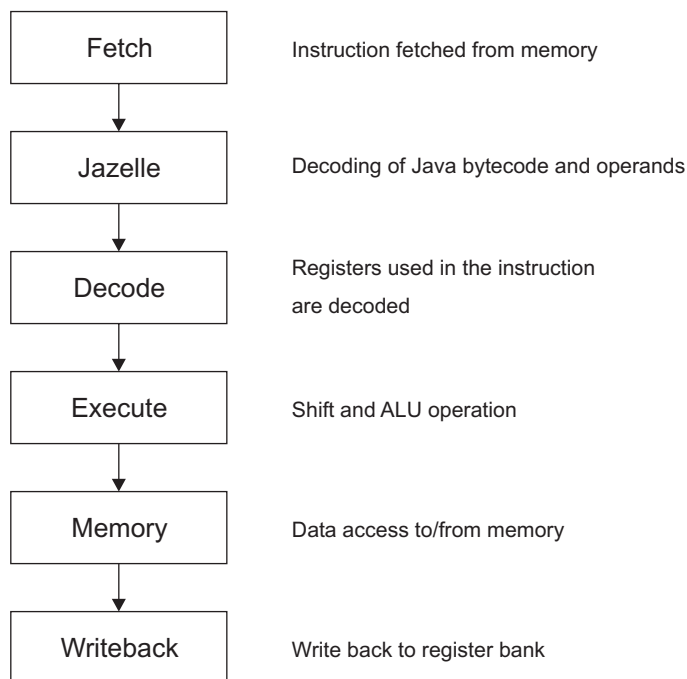 Fetch
Instruction fetched from memory
Jazelle
Decoding of Java bytecode and operands
Decode
Registers used in the instruction
are decoded
Execute
Shift and ALU operation
Memory
Data access to/from memory
Writeback
Write back to register bank